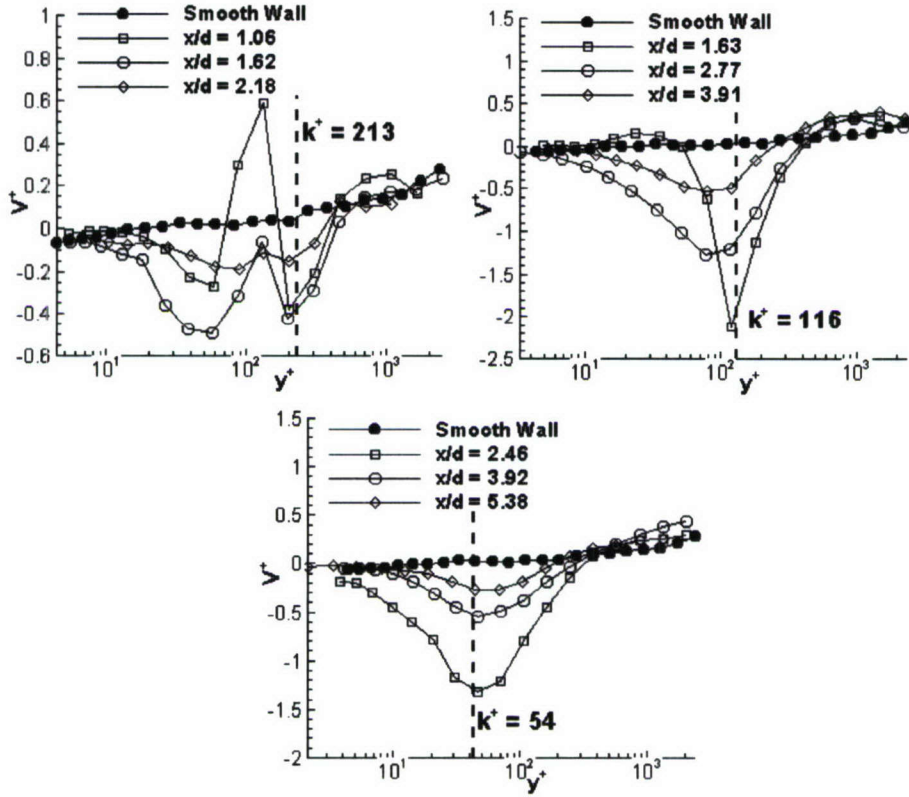 Smooth Wall
x/d = 1.06
x/d = 1.62
x/d = 2.18
k⁺ = 213
1
0.8
0.6
0.4
0.2
0
-0.2
-0.4
-0.6
V⁺
10¹
10²
10³
y⁺
Smooth Wall
x/d = 1.63
x/d = 2.77
x/d = 3.91
k⁺ = 116
1.5
1
0.5
0
-0.5
-1
-1.5
-2
-2.5
V⁺
10¹
10²
10³
y⁺
Smooth Wall
x/d = 2.46
x/d = 3.92
x/d = 5.38
k⁺ = 54
1.5
1
0.5
0
-0.5
-1
-1.5
-2
V⁺
10¹
10²
10³
y⁺